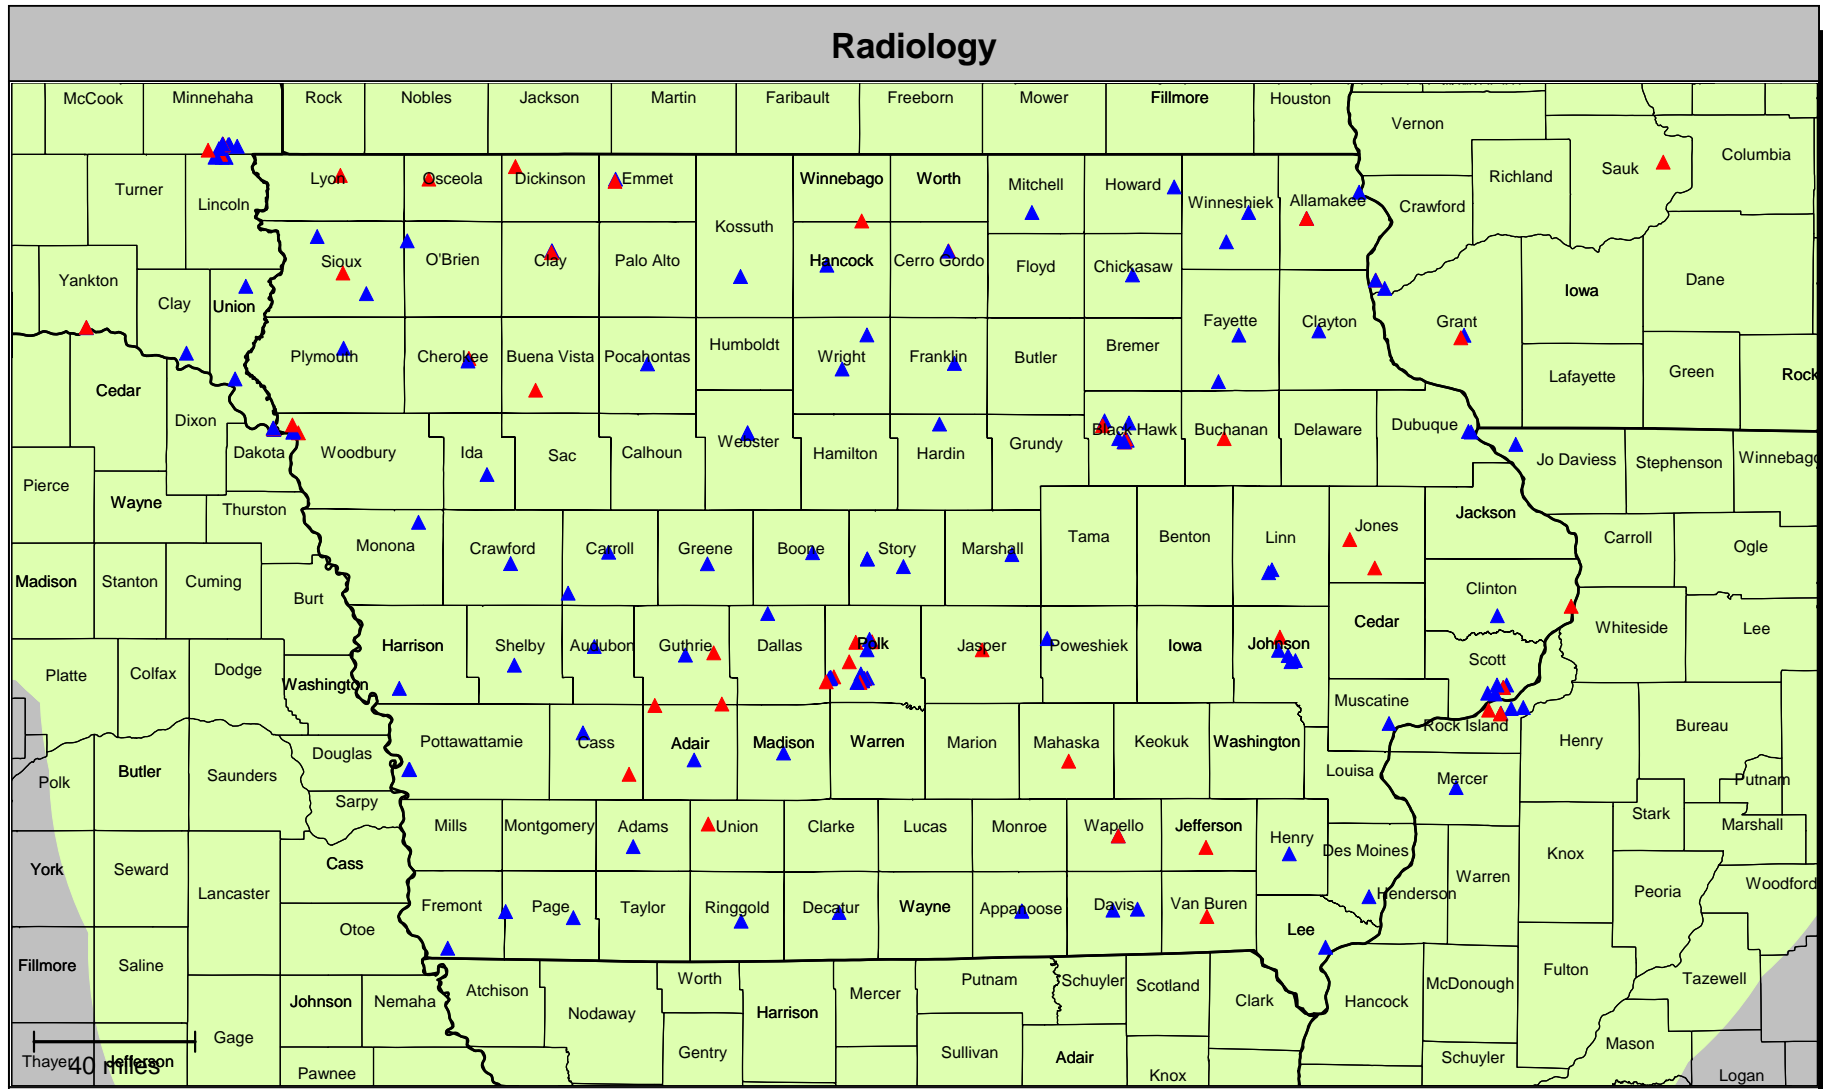 Radiology
McCook Minnehaha Rock Nobles Jackson Martin Faribault Freeborn Mower Fillmore Houston
Vernon
Columbia
Sauk
Richland
Lyon Osceola Dickinson Emmet Winnebago Worth Mitchell Howard
Turner
Winneshiek Allamakee
Lincoln
Crawford
Kossuth
Sioux O'Brien Clay Palo Alto Hancock Cerro Gordo Floyd Chickasaw
Yankton
Dane
Iowa
Clay Union
Fayette Clayton Grant
Plymouth Cherokee Buena Vista Pocahontas Humboldt Wright Franklin Butler Bremer
Green
Lafayette
Rock
Cedar
Dixon
Dubuque
Black Hawk Buchanan Delaware
Webster Grundy
Dakota Woodbury Ida Sac Calhoun Hamilton Hardin
Jo Daviess Stephenson Winnebago
Pierce
Wayne
Thurston
Jackson
Jones
Tama Benton Linn
Carroll
Monona Crawford Carroll Greene Boone Story Marshall
Ogle
Madison Stanton Cuming
Clinton
Burt
Cedar
Whiteside Lee
Harrison Shelby Audubon Guthrie Dallas Polk Jasper Poweshiek Iowa Johnson
Scott
Platte Colfax Dodge
Washington
Muscatine
Rock Island
Bureau
Pottawattamie Cass Adair Madison Warren Marion Mahaska Keokuk Washington
Henry
Douglas
Polk Butler Saunders
Louisa
Mercer
Putnam
Sarpy
Stark
Mills Montgomery Adams Union Clarke Lucas Monroe Wapello Jefferson
Marshall
Henry
Des Moines
Knox
York Seward
Cass
Warren
Woodford
Lancaster
Henderson
Peoria
Fremont Page Taylor Ringgold Decatur Wayne Appanoose Davis Van Buren
Otoe
Lee
Fillmore Saline
Fulton
Worth Putnam Schuyler
Tazewell
Scotland
McDonough
Atchison
Mercer
Johnson Nemaha
Clark Hancock
Nodaway
Harrison
Gage
Mason
Gentry
Sullivan Adair
Schuyler
Thayer Jefferson
40 miles
Pawnee
Knox
Logan